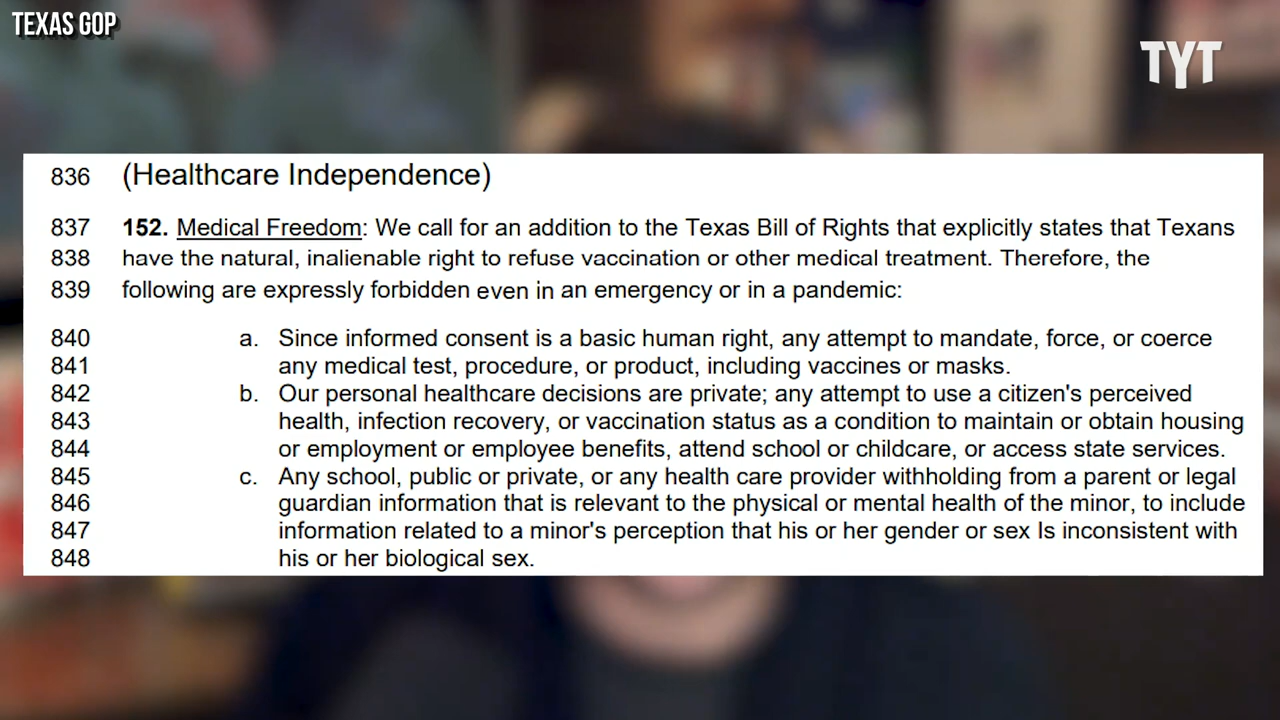 TEXAS GOP
TYT
836 (Healthcare Independence)
837 152. Medical Freedom: We call for an addition to the Texas Bill of Rights that explicitly states that Texans
838 have the natural, inalienable right to refuse vaccination or other medical treatment. Therefore, the
839 following are expressly forbidden even in an emergency or in a pandemic:
840 a. Since informed consent is a basic human right, any attempt to mandate, force, or coerce
841 any medical test, procedure, or product, including vaccines or masks.
842 b. Our personal healthcare decisions are private; any attempt to use a citizen's perceived
843 health, infection recovery, or vaccination status as a condition to maintain or obtain housing
844 or employment or employee benefits, attend school or childcare, or access state services.
845 c. Any school, public or private, or any health care provider withholding from a parent or legal
846 guardian information that is relevant to the physical or mental health of the minor, to include
847 information related to a minor's perception that his or her gender or sex Is inconsistent with
848 his or her biological sex.